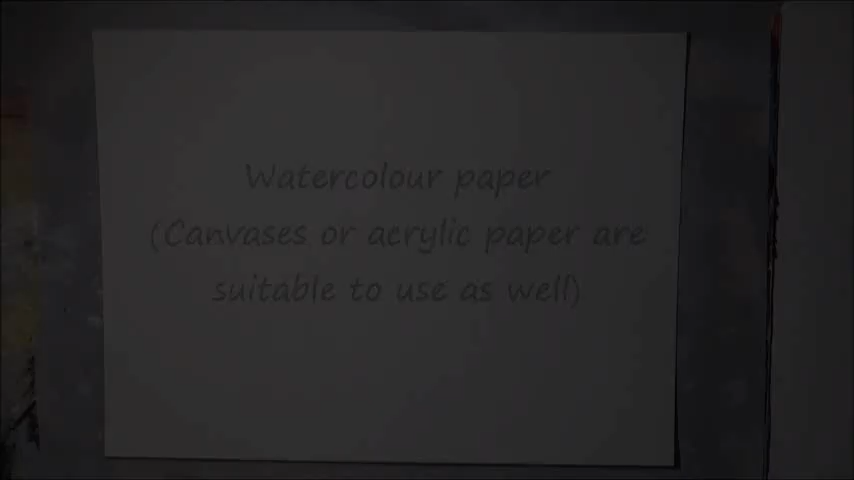 Watercolour paper
(Canvases or acrylic paper are
suitable to use as well)